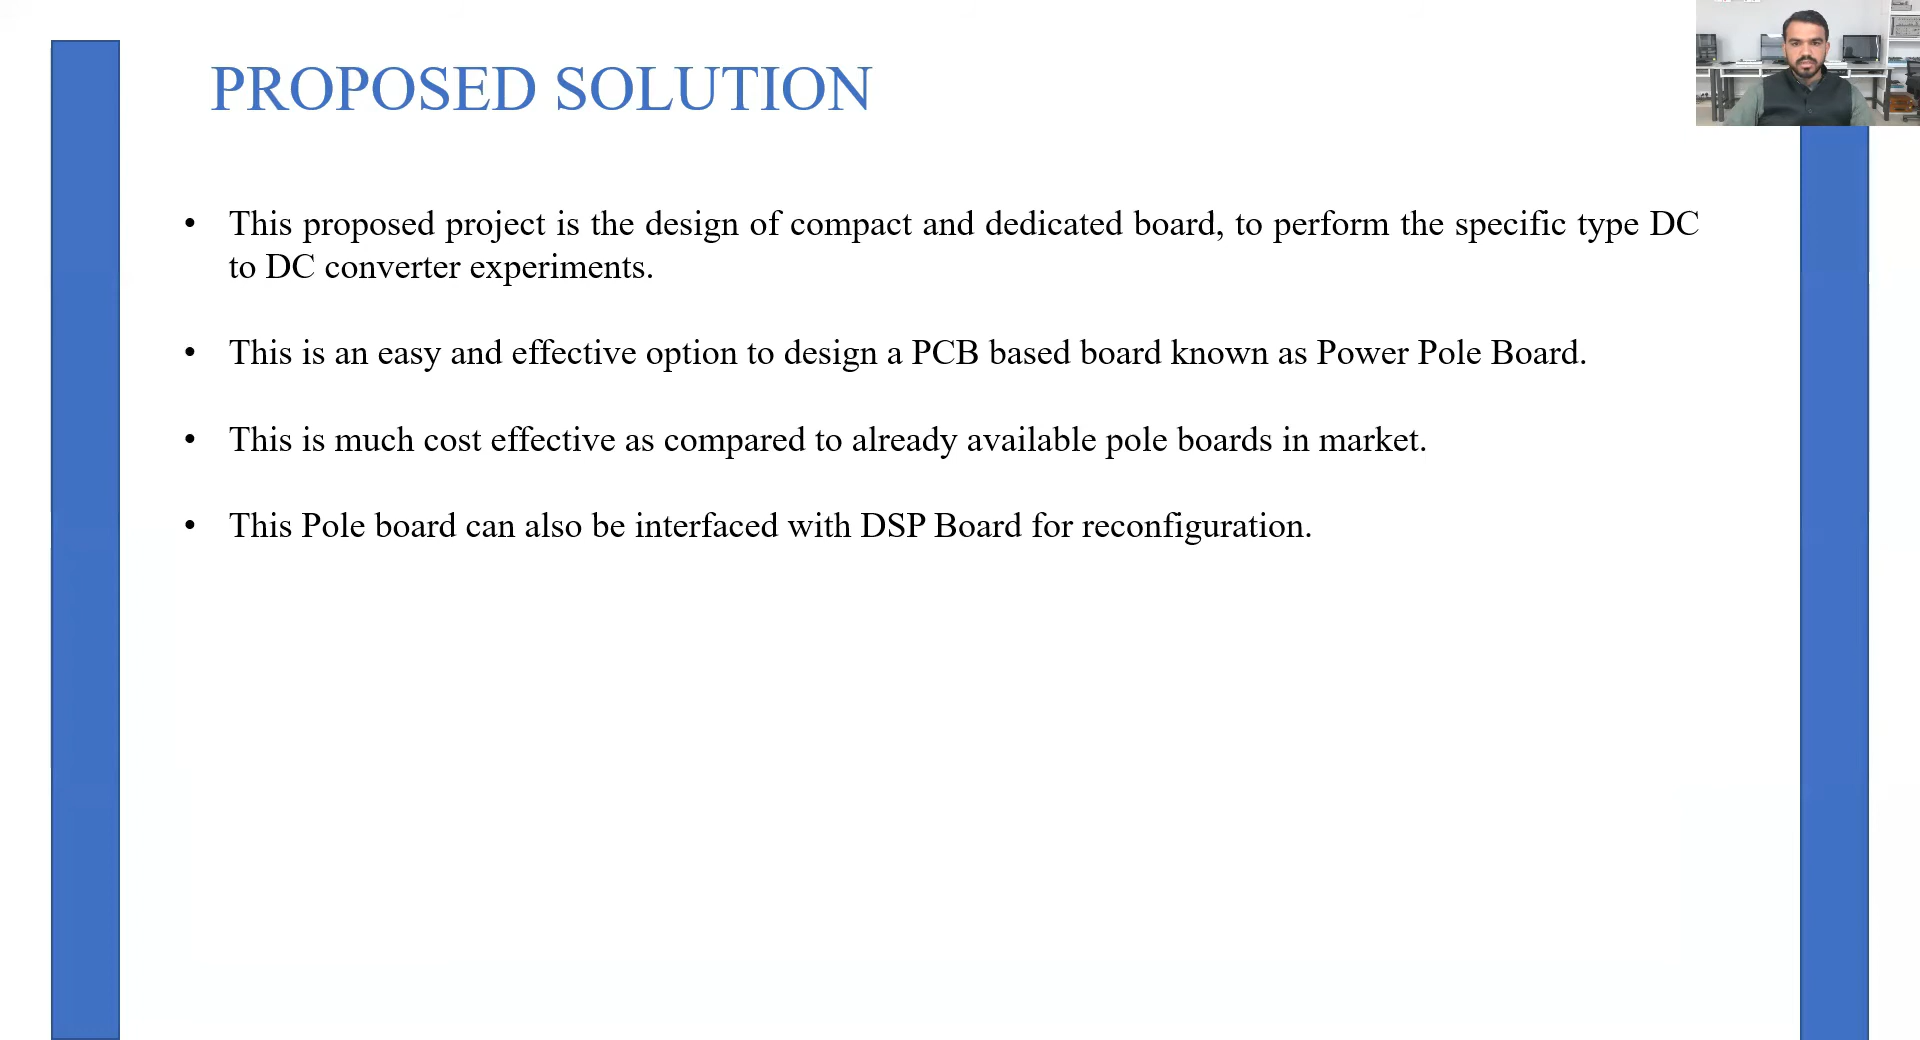 PROPOSED SOLUTION
• This proposed project is the design of compact and dedicated board, to perform the specific type DC
to DC converter experiments.
• This is an easy and effective option to design a PCB based board known as Power Pole Board.
• This is much cost effective as compared to already available pole boards in market.
• This Pole board can also be interfaced with DSP Board for reconfiguration.